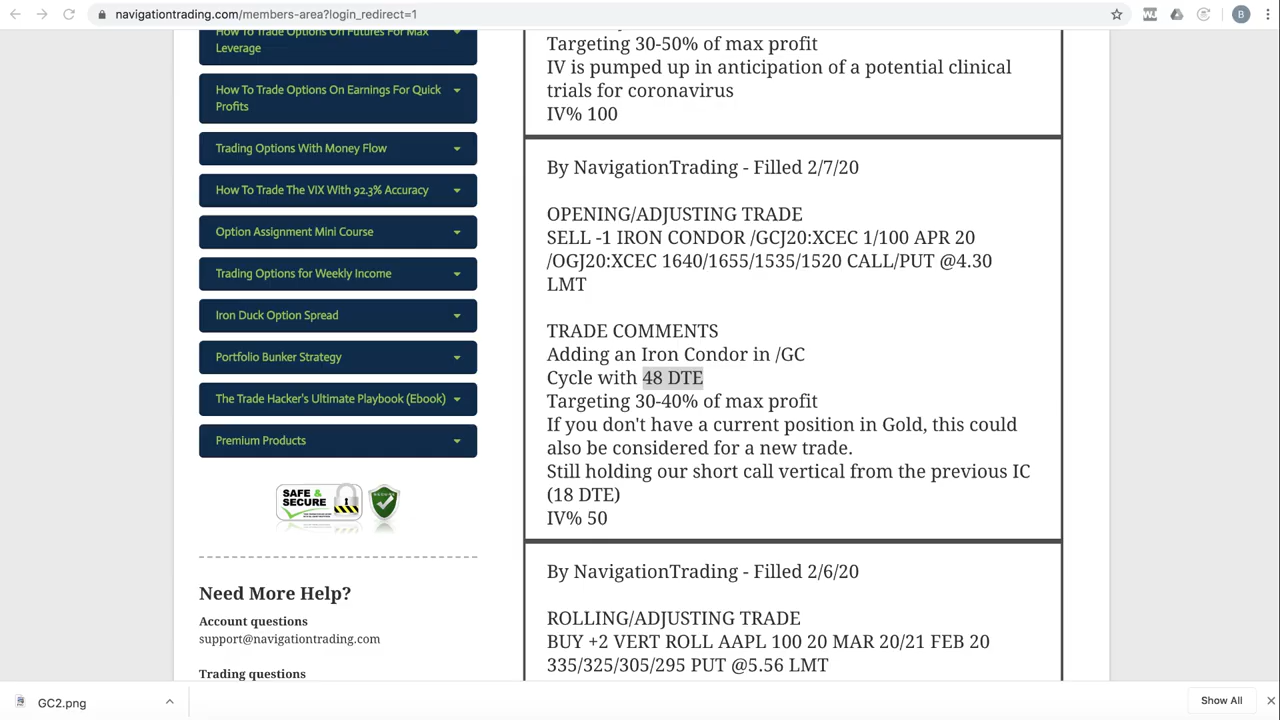 navigationtrading.com/members-area?login_redirect=1
B
How To Trade Options On Futures For Max
Leverage
How To Trade Options On Earnings For Quick
Profits
Trading Options With Money Flow
How To Trade The VIX With 92.3% Accuracy
Option Assignment Mini Course
Trading Options for Weekly Income
Iron Duck Option Spread
Portfolio Bunker Strategy
The Trade Hacker's Ultimate Playbook (Ebook)
Premium Products
SAFE &
SECURE
Need More Help?
Account questions
support@navigationtrading.com
Trading questions
Targeting 30-50% of max profit
IV is pumped up in anticipation of a potential clinical
trials for coronavirus
IV% 100
By NavigationTrading - Filled 2/7/20
OPENING/ADJUSTING TRADE
SELL -1 IRON CONDOR /GCJ20:XCEC 1/100 APR 20
/OGJ20:XCEC 1640/1655/1535/1520 CALL/PUT @4.30
LMT
TRADE COMMENTS
Adding an Iron Condor in /GC
Cycle with 48 DTE
Targeting 30-40% of max profit
If you don't have a current position in Gold, this could
also be considered for a new trade.
Still holding our short call vertical from the previous IC
(18 DTE)
IV% 50
By NavigationTrading - Filled 2/6/20
ROLLING/ADJUSTING TRADE
BUY +2 VERT ROLL AAPL 100 20 MAR 20/21 FEB 20
335/325/305/295 PUT @5.56 LMT
GC2.png
Show All